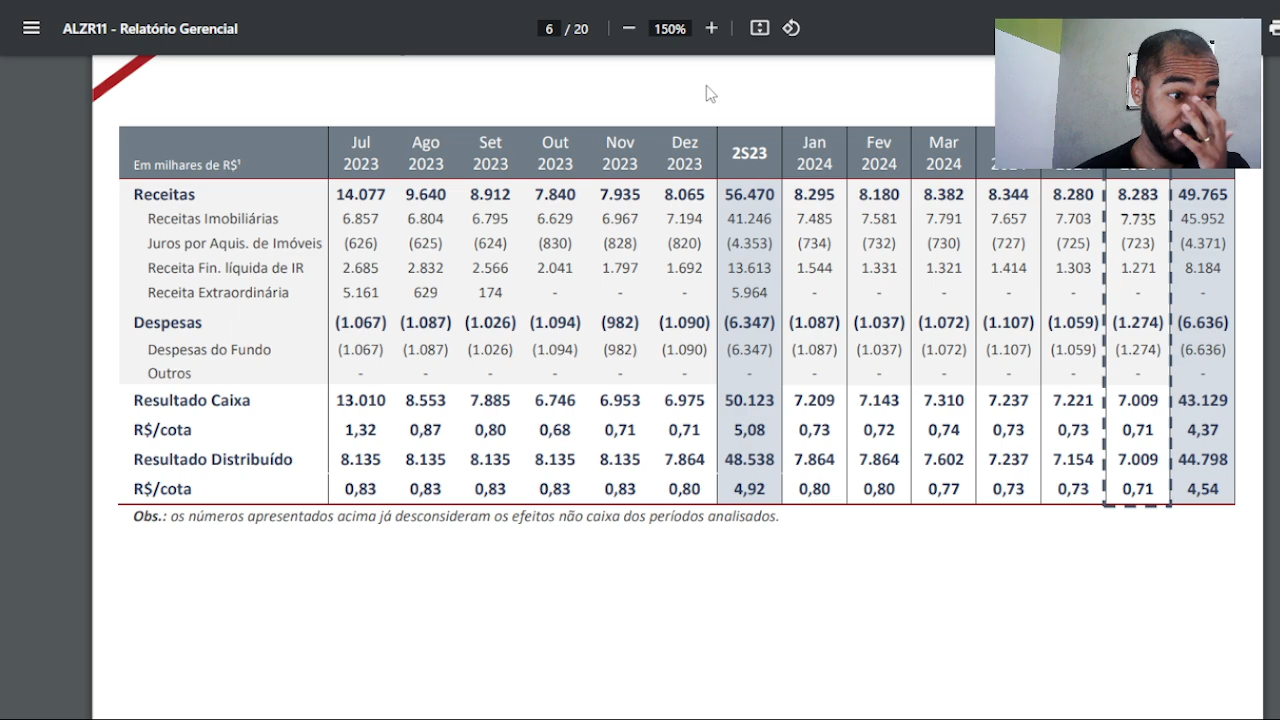 ALZR11 - Relatório Gerencial 6 / 20 150%
Jul Ago Set Out Nov Dez 2S23 Jan Fev Mar
Em milhares de R$¹ 2023 2023 2023 2023 2023 2023 2024 2024 2024
Receitas 14.077 9.640 8.912 7.840 7.935 8.065 56.470 8.295 8.180 8.382 8.344 8.280 8.283 49.765
Receitas Imobiliárias 6.857 6.804 6.795 6.629 6.967 7.194 41.246 7.485 7.581 7.791 7.657 7.703 7.735 45.952
Juros por Aquis. de Imóveis (626) (625) (624) (830) (828) (820) (4.353) (734) (732) (730) (727) (725) (723) (4.371)
Receita Fin. líquida de IR 2.685 2.832 2.566 2.041 1.797 1.692 13.613 1.544 1.331 1.321 1.414 1.303 1.271 8.184
Receita Extraordinária 5.161 629 174 - - - 5.964 - - - - - - -
Despesas (1.067) (1.087) (1.026) (1.094) (982) (1.090) (6.347) (1.087) (1.037) (1.072) (1.107) (1.059) (1.274) (6.636)
Despesas do Fundo (1.067) (1.087) (1.026) (1.094) (982) (1.090) (6.347) (1.087) (1.037) (1.072) (1.107) (1.059) (1.274) (6.636)
Outros - - - - - - - - - - - - - -
Resultado Caixa 13.010 8.553 7.885 6.746 6.953 6.975 50.123 7.209 7.143 7.310 7.237 7.221 7.009 43.129
R$/cota 1,32 0,87 0,80 0,68 0,71 0,71 5,08 0,73 0,72 0,74 0,73 0,73 0,71 4,37
Resultado Distribuído 8.135 8.135 8.135 8.135 8.135 7.864 48.538 7.864 7.864 7.602 7.237 7.154 7.009 44.798
R$/cota 0,83 0,83 0,83 0,83 0,83 0,80 4,92 0,80 0,80 0,77 0,73 0,73 0,71 4,54
Obs.: os números apresentados acima já desconsideram os efeitos não caixa dos períodos analisados.